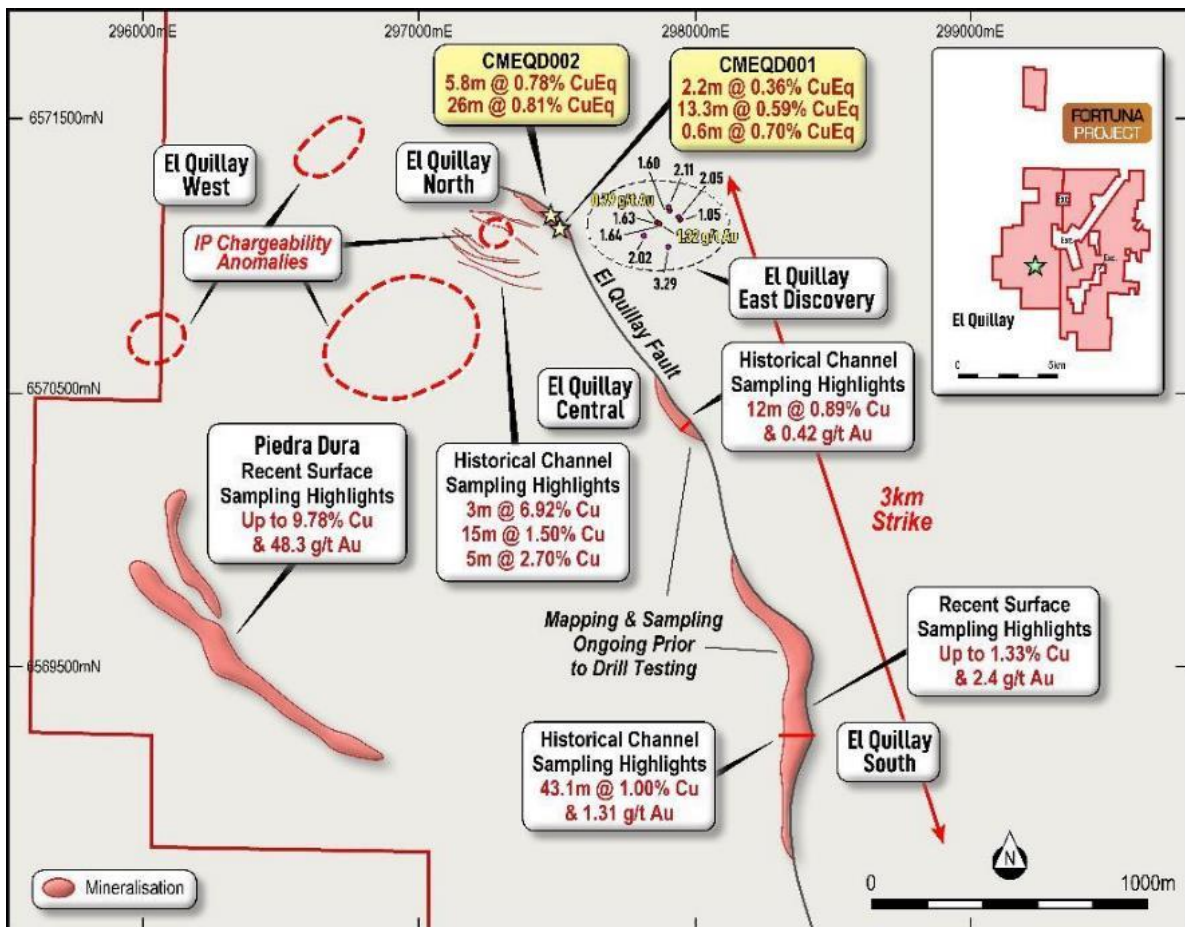 296000mE
297000mE
298000mE
299000mE
6571500mN
6570500mN
6569500mN
CMEQD002
5.8m @ 0.78% CuEq
26m @ 0.81% CuEq
CMEQD001
2.2m @ 0.36% CuEq
13.3m @ 0.59% CuEq
0.6m @ 0.70% CuEq
FORTUNA
PROJECT
El Quillay
0
5km
El Quillay
West
El Quillay
North
IP Chargeability
Anomalies
1.60
2.11
2.05
0.79 g/t Au
1.63
1.05
1.64
1.32 g/t Au
2.02
3.29
El Quillay
East Discovery
El Quillay Fault
El Quillay
Central
Historical Channel
Sampling Highlights
12m @ 0.89% Cu
& 0.42 g/t Au
Piedra Dura
Recent Surface
Sampling Highlights
Up to 9.78% Cu
& 48.3 g/t Au
Historical Channel
Sampling Highlights
3m @ 6.92% Cu
15m @ 1.50% Cu
5m @ 2.70% Cu
3km
Strike
Mapping & Sampling
Ongoing Prior
to Drill Testing
Recent Surface
Sampling Highlights
Up to 1.33% Cu
& 2.4 g/t Au
Historical Channel
Sampling Highlights
43.1m @ 1.00% Cu
& 1.31 g/t Au
El Quillay
South
N
Mineralisation
0
1000m